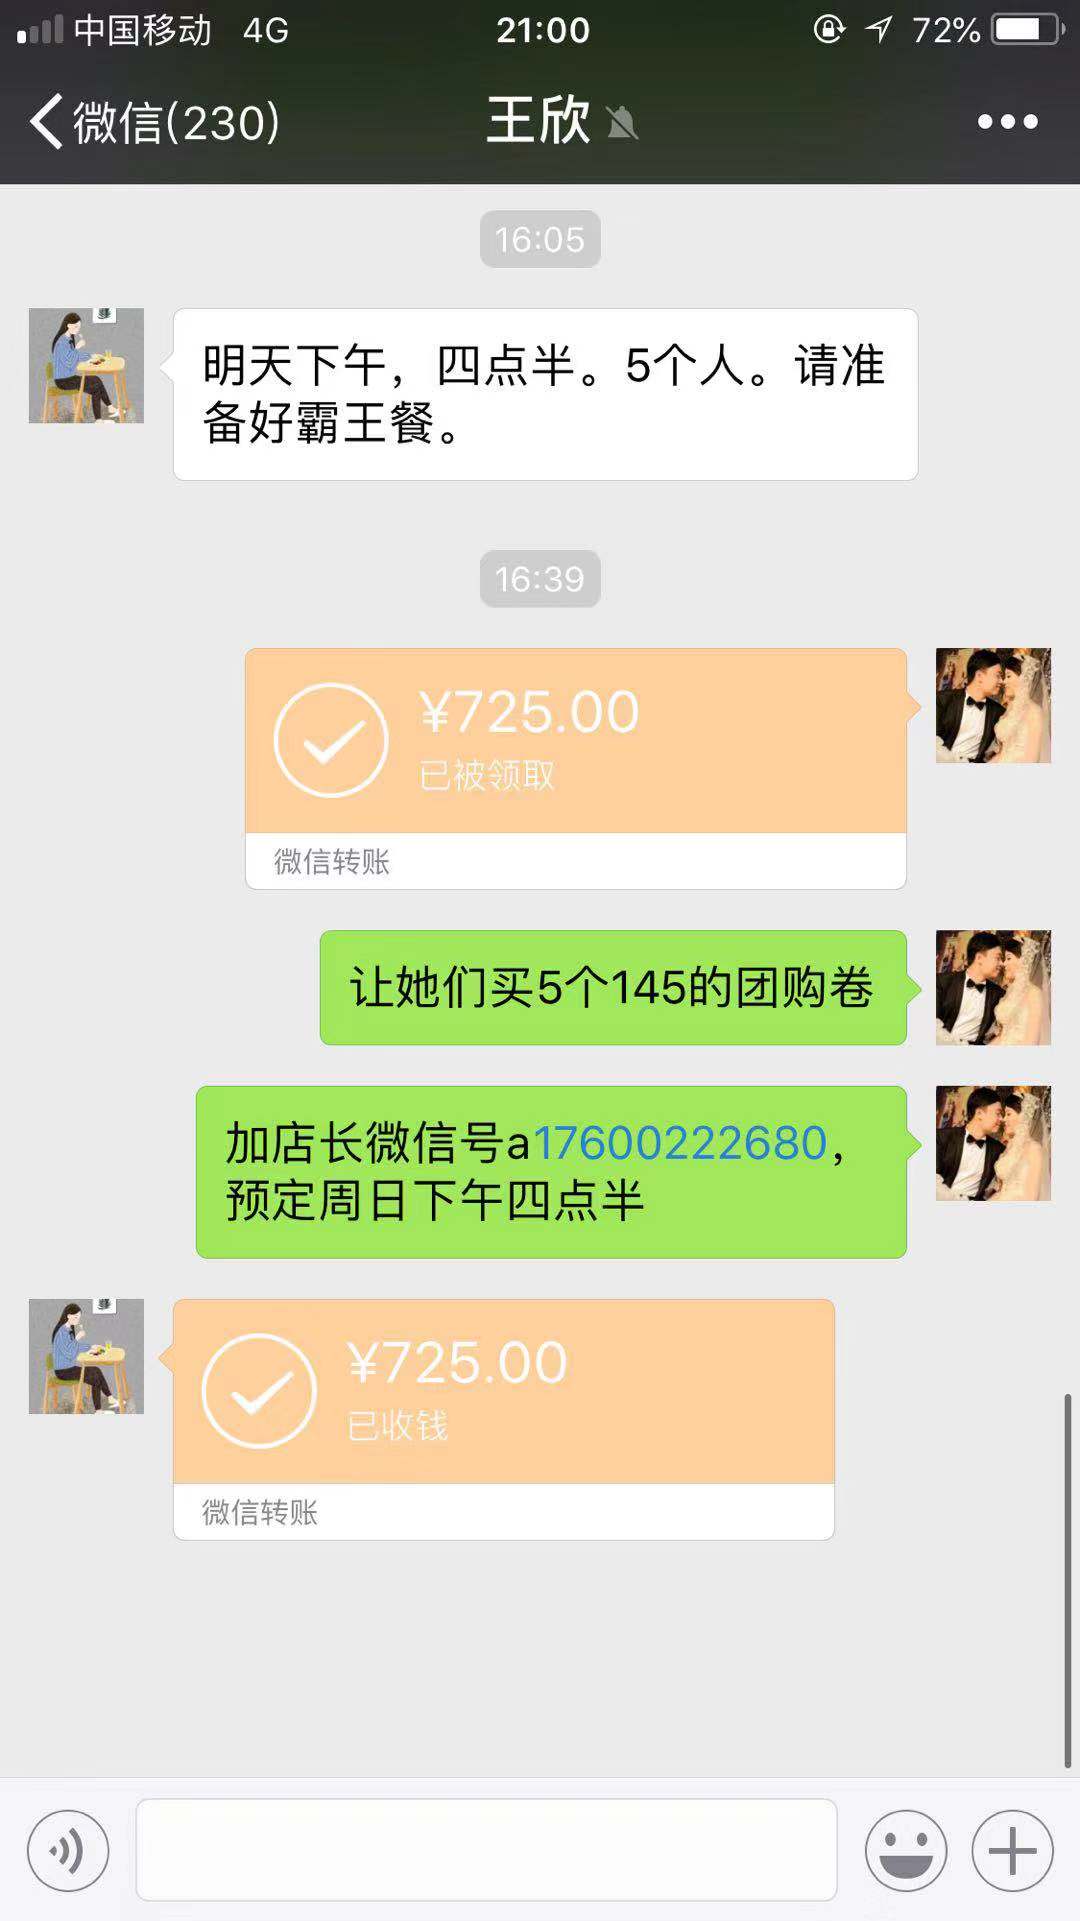 中国移动 4G 21:00 72%
微信(230) 王欣
16:05
明天下午，四点半。5个人。请准
备好霸王餐。
16:39
¥725.00
已被领取
微信转账
让她们买5个145的团购卷
加店长微信号a17600222680，
预定周日下午四点半
¥725.00
已收钱
微信转账